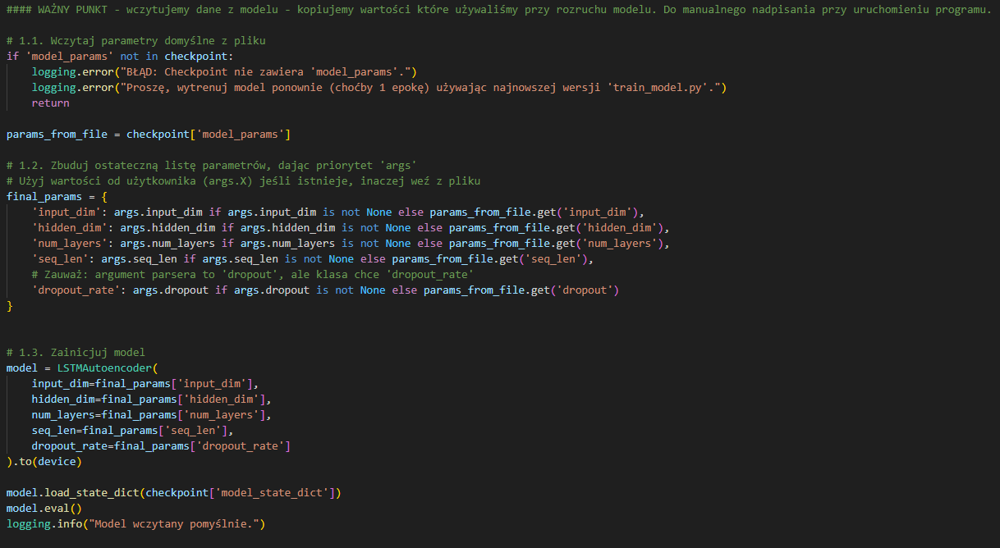 #### WAŻNY PUNKT - wczytujemy dane z modelu - kopiujemy wartości które używaliśmy przy rozruchu modelu. Do manualnego nadpisania przy uruchomieniu programu.
# 1.1. Wczytaj parametry domyślne z pliku
if 'model_params' not in checkpoint:
    logging.error("BŁĄD: Checkpoint nie zawiera 'model_params'.")
    logging.error("Proszę, wytrenuj model ponownie (choćby 1 epokę) używając najnowszej wersji 'train_model.py'.")
    return
params_from_file = checkpoint['model_params']
# 1.2. Zbuduj ostateczną listę parametrów, dając priorytet 'args'
# Użyj wartości od użytkownika (args.X) jeśli istnieje, inaczej weź z pliku
final_params = {
    'input_dim': args.input_dim if args.input_dim is not None else params_from_file.get('input_dim'),
    'hidden_dim': args.hidden_dim if args.hidden_dim is not None else params_from_file.get('hidden_dim'),
    'num_layers': args.num_layers if args.num_layers is not None else params_from_file.get('num_layers'),
    'seq_len': args.seq_len if args.seq_len is not None else params_from_file.get('seq_len'),
    # Zauważ: argument parsera to 'dropout', ale klasa chce 'dropout_rate'
    'dropout_rate': args.dropout if args.dropout is not None else params_from_file.get('dropout')
}
# 1.3. Zainicjuj model
model = LSTMAutoencoder(
    input_dim=final_params['input_dim'],
    hidden_dim=final_params['hidden_dim'],
    num_layers=final_params['num_layers'],
    seq_len=final_params['seq_len'],
    dropout_rate=final_params['dropout_rate']
).to(device)
model.load_state_dict(checkpoint['model_state_dict'])
model.eval()
logging.info("Model wczytany pomyślnie.")